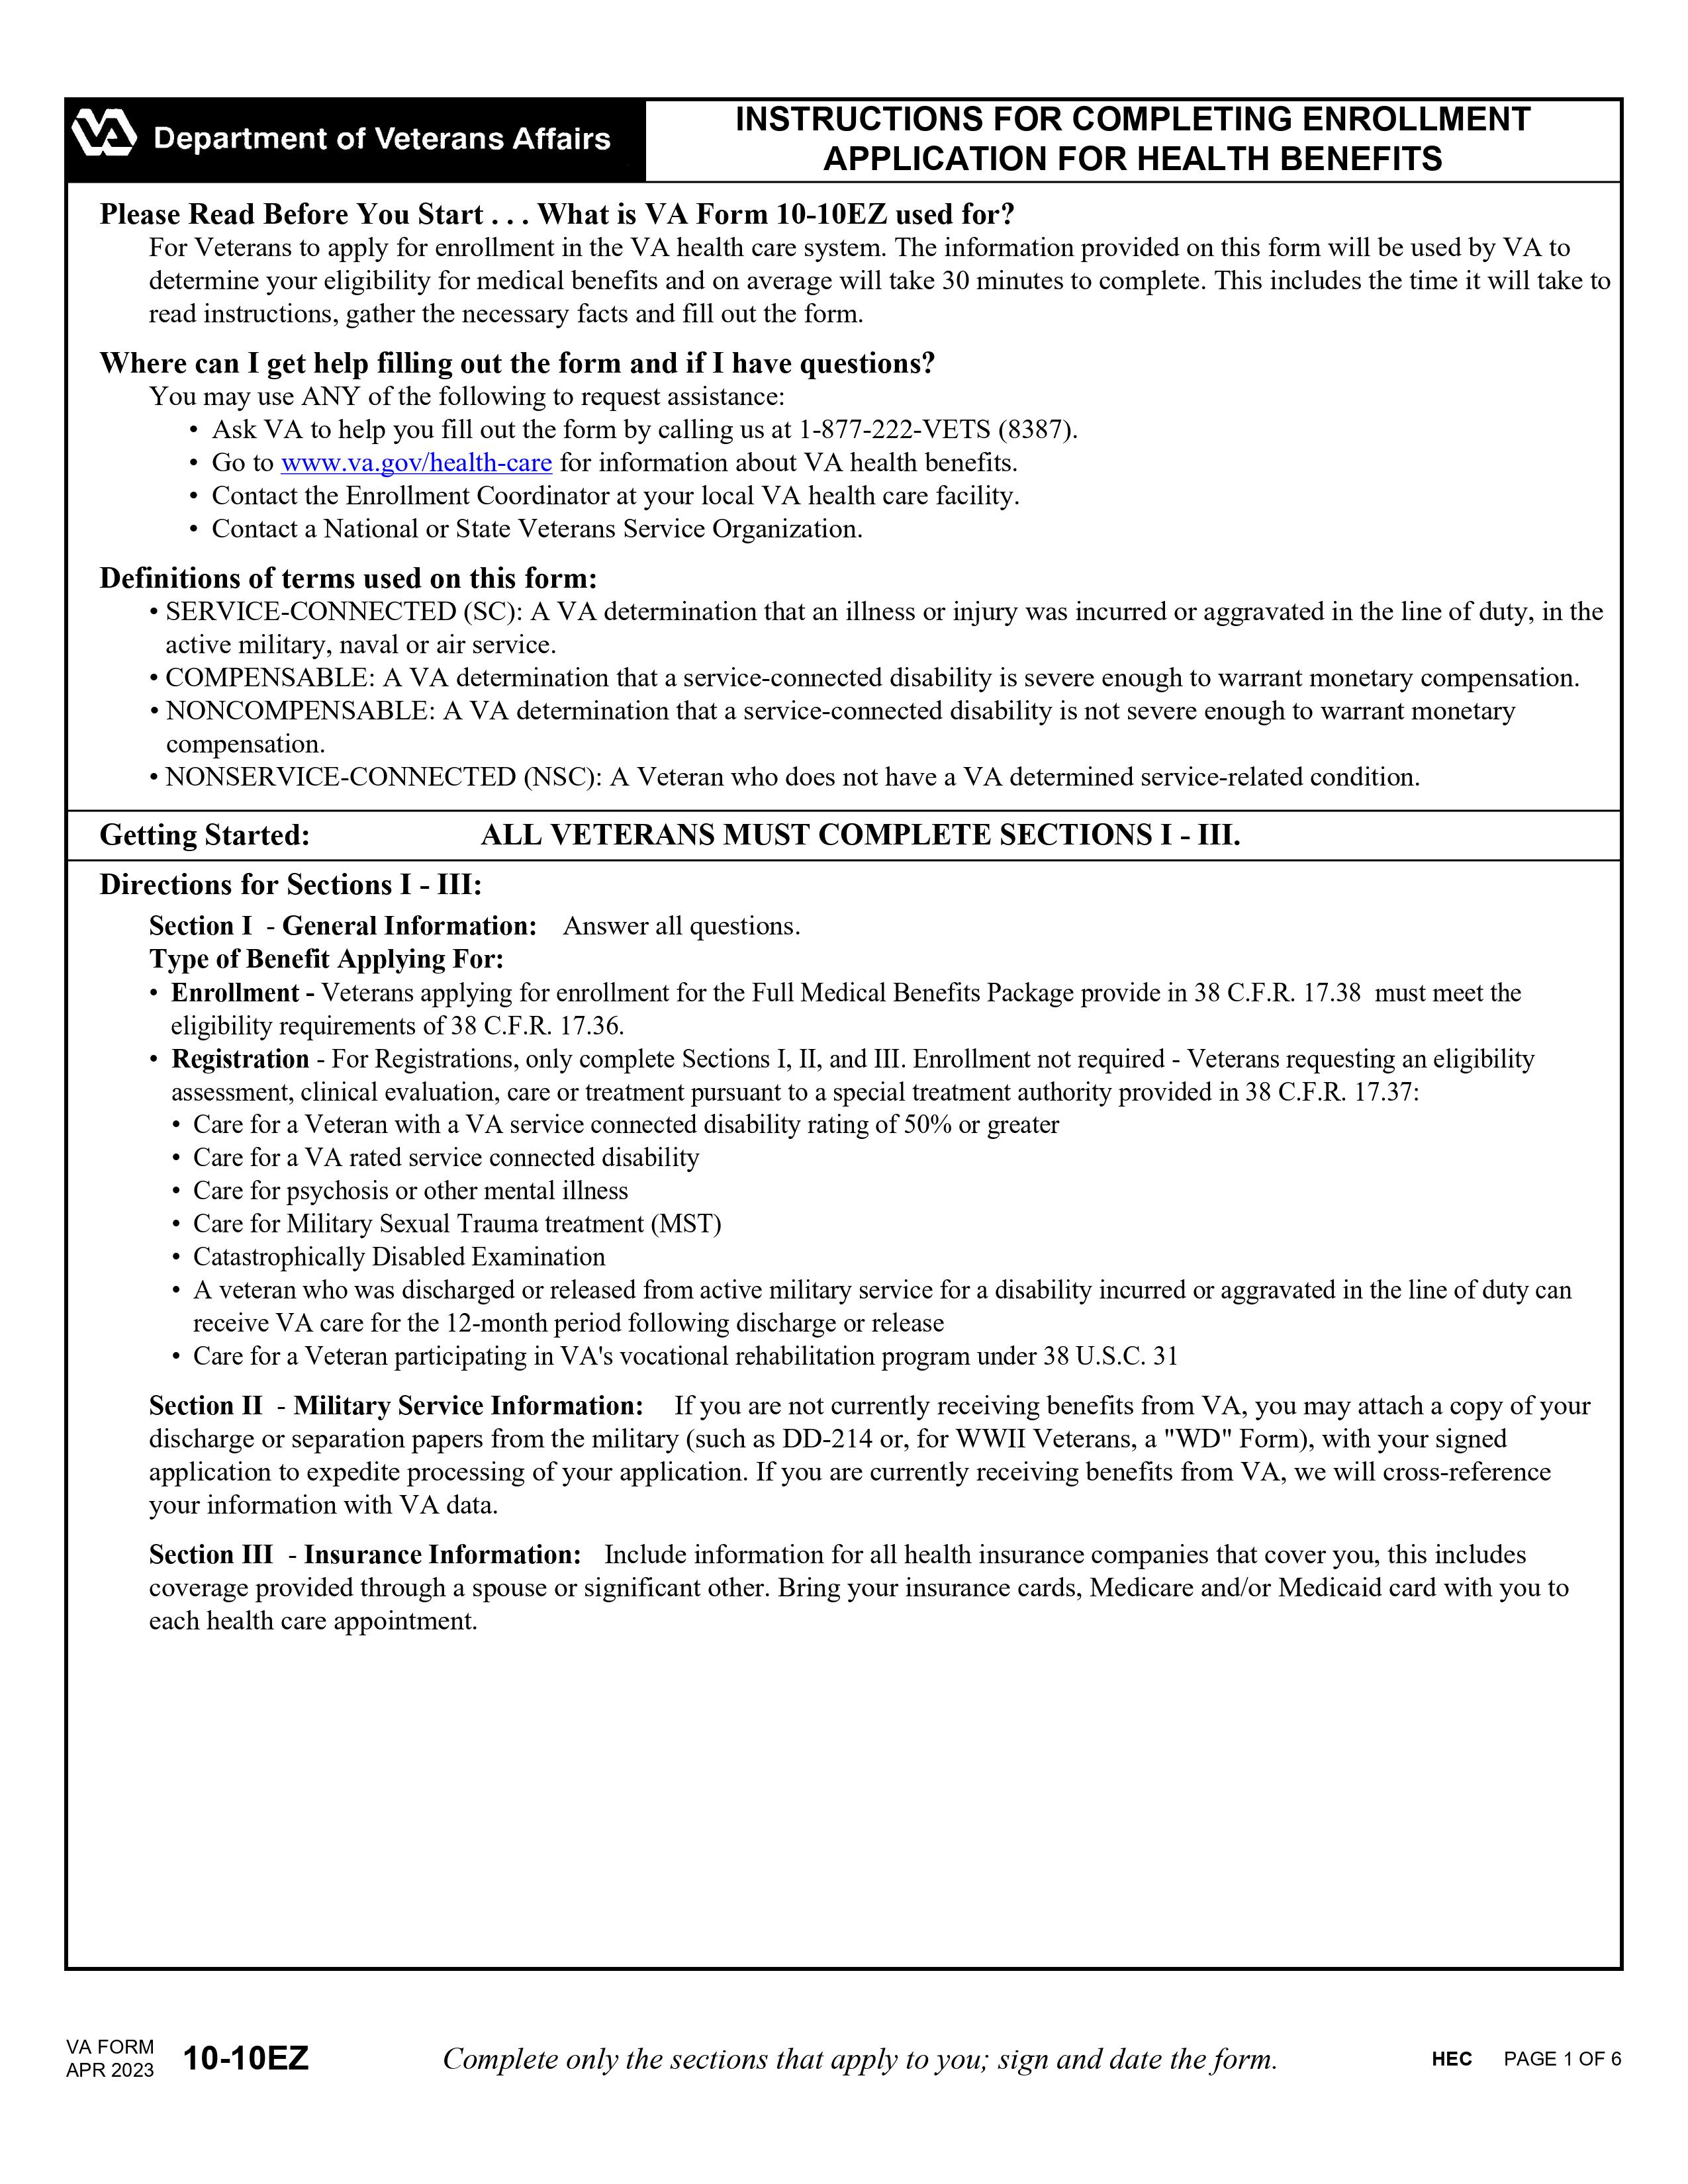 VA Department of Veterans Affairs
INSTRUCTIONS FOR COMPLETING ENROLLMENT
APPLICATION FOR HEALTH BENEFITS
Please Read Before You Start . . . What is VA Form 10-10EZ used for?
For Veterans to apply for enrollment in the VA health care system. The information provided on this form will be used by VA to
determine your eligibility for medical benefits and on average will take 30 minutes to complete. This includes the time it will take to
read instructions, gather the necessary facts and fill out the form.
Where can I get help filling out the form and if I have questions?
You may use ANY of the following to request assistance:
• Ask VA to help you fill out the form by calling us at 1-877-222-VETS (8387).
• Go to www.va.gov/health-care for information about VA health benefits.
• Contact the Enrollment Coordinator at your local VA health care facility.
• Contact a National or State Veterans Service Organization.
Definitions of terms used on this form:
• SERVICE-CONNECTED (SC): A VA determination that an illness or injury was incurred or aggravated in the line of duty, in the
active military, naval or air service.
• COMPENSABLE: A VA determination that a service-connected disability is severe enough to warrant monetary compensation.
• NONCOMPENSABLE: A VA determination that a service-connected disability is not severe enough to warrant monetary
compensation.
• NONSERVICE-CONNECTED (NSC): A Veteran who does not have a VA determined service-related condition.
Getting Started: ALL VETERANS MUST COMPLETE SECTIONS I - III.
Directions for Sections I - III:
Section I - General Information: Answer all questions.
Type of Benefit Applying For:
• Enrollment - Veterans applying for enrollment for the Full Medical Benefits Package provide in 38 C.F.R. 17.38 must meet the
eligibility requirements of 38 C.F.R. 17.36.
• Registration - For Registrations, only complete Sections I, II, and III. Enrollment not required - Veterans requesting an eligibility
assessment, clinical evaluation, care or treatment pursuant to a special treatment authority provided in 38 C.F.R. 17.37:
• Care for a Veteran with a VA service connected disability rating of 50% or greater
• Care for a VA rated service connected disability
• Care for psychosis or other mental illness
• Care for Military Sexual Trauma treatment (MST)
• Catastrophically Disabled Examination
• A veteran who was discharged or released from active military service for a disability incurred or aggravated in the line of duty can
receive VA care for the 12-month period following discharge or release
• Care for a Veteran participating in VA's vocational rehabilitation program under 38 U.S.C. 31
Section II - Military Service Information: If you are not currently receiving benefits from VA, you may attach a copy of your
discharge or separation papers from the military (such as DD-214 or, for WWII Veterans, a "WD" Form), with your signed
application to expedite processing of your application. If you are currently receiving benefits from VA, we will cross-reference
your information with VA data.
Section III - Insurance Information: Include information for all health insurance companies that cover you, this includes
coverage provided through a spouse or significant other. Bring your insurance cards, Medicare and/or Medicaid card with you to
each health care appointment.
VA FORM
APR 2023 10-10EZ Complete only the sections that apply to you; sign and date the form. HEC PAGE 1 OF 6